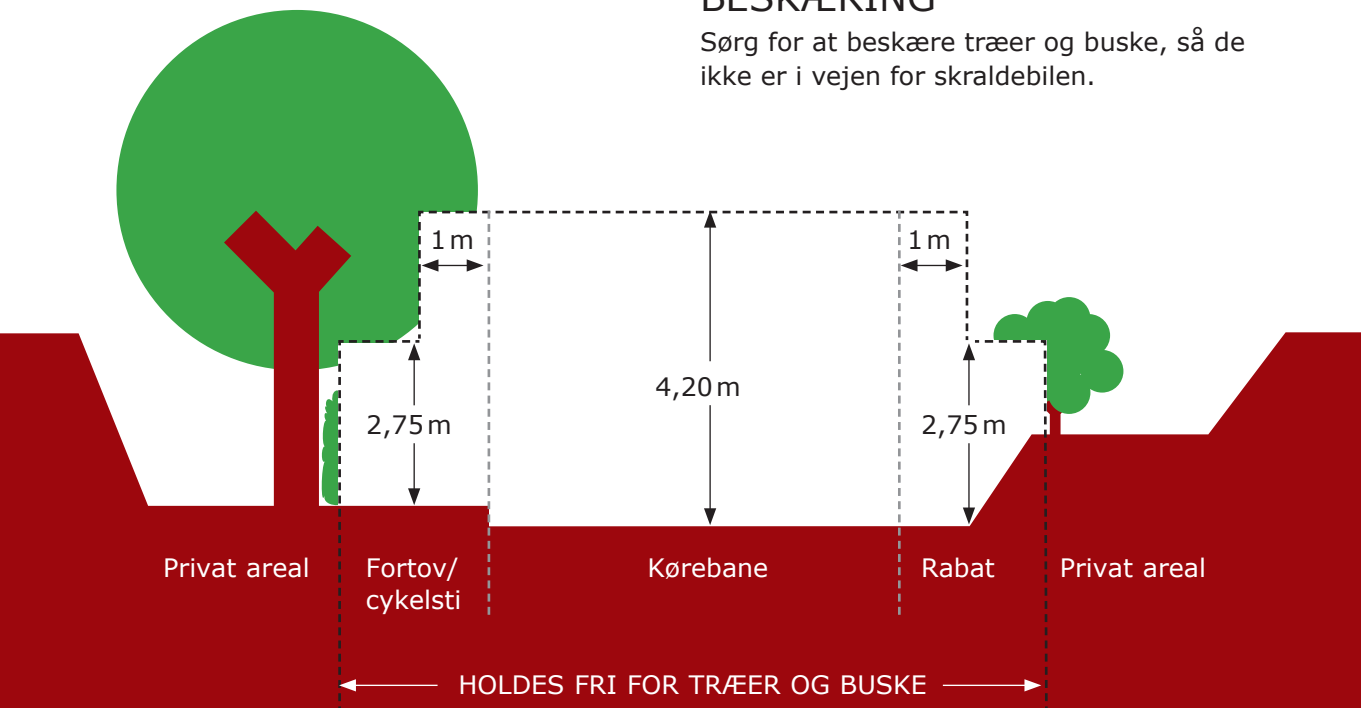 BESKÆRING
Sørg for at beskære træer og buske, så de
ikke er i vejen for skraldebilen.
1 m
1 m
4,20 m
2,75 m
2,75 m
Privat areal
Fortov/
cykelsti
Kørebane
Rabat
Privat areal
HOLDES FRI FOR TRÆER OG BUSKE